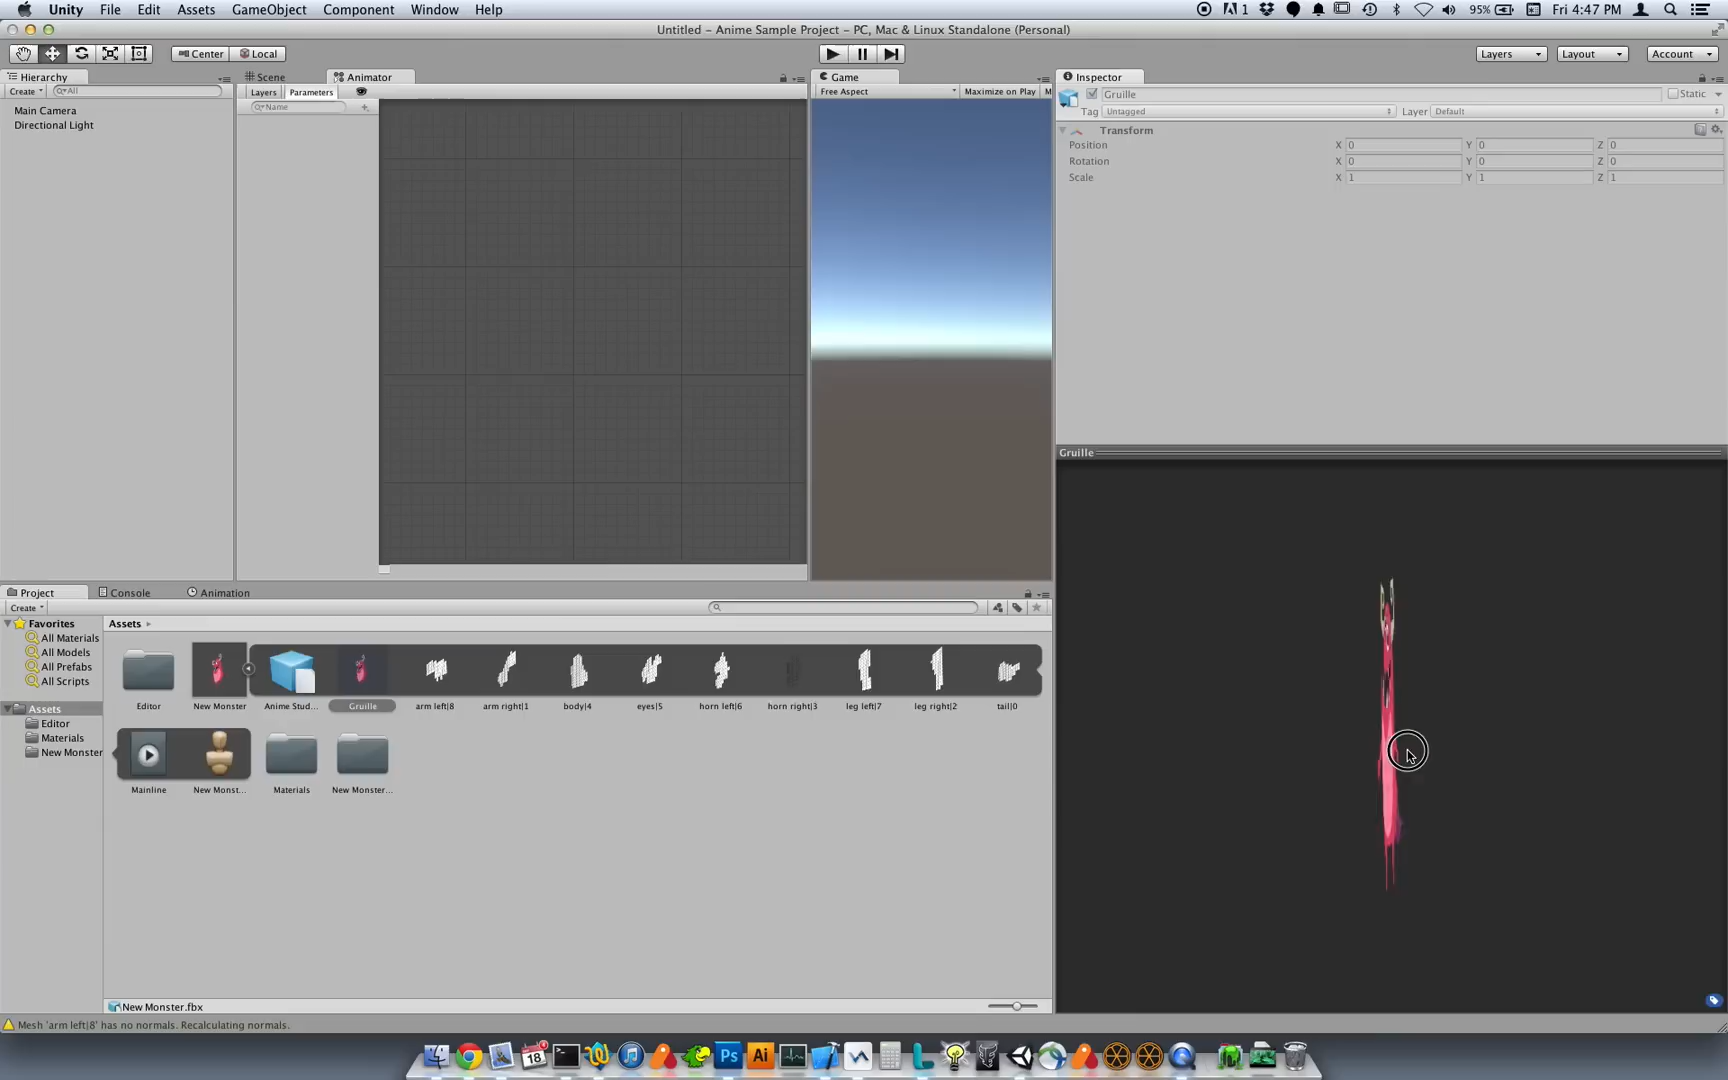 Unity File Edit Assets GameObject Component Window Help
1 95% Fri 4:47 PM
Untitled - Anime Sample Project - PC, Mac & Linux Standalone (Personal)
Center Local
Layers Layout Account
Hierarchy Scene Animator Game Inspector
Create All
Layers Parameters
Free Aspect Maximize on Play M
Gruille Static
Name
Tag Untagged Layer Default
Main Camera
Directional Light
Transform
Position X 0 Y 0 Z 0
Rotation X 0 Y 0 Z 0
Scale X 1 Y 1 Z 1
Gruille
Project Console Animation
Create
Favorites
All Materials
All Models
All Prefabs
All Scripts
Assets
Editor
Materials
New Monster
Assets
Editor New Monster Anime Stud... Gruille arm left|8 arm right|1 body|4 eyes|5 horn left|6 horn right|3 leg left|7 leg right|2 tail|0
Mainline New Monst... Materials New Monster...
New Monster.fbx
Mesh 'arm left|8' has no normals. Recalculating normals.
18
Ps Ai